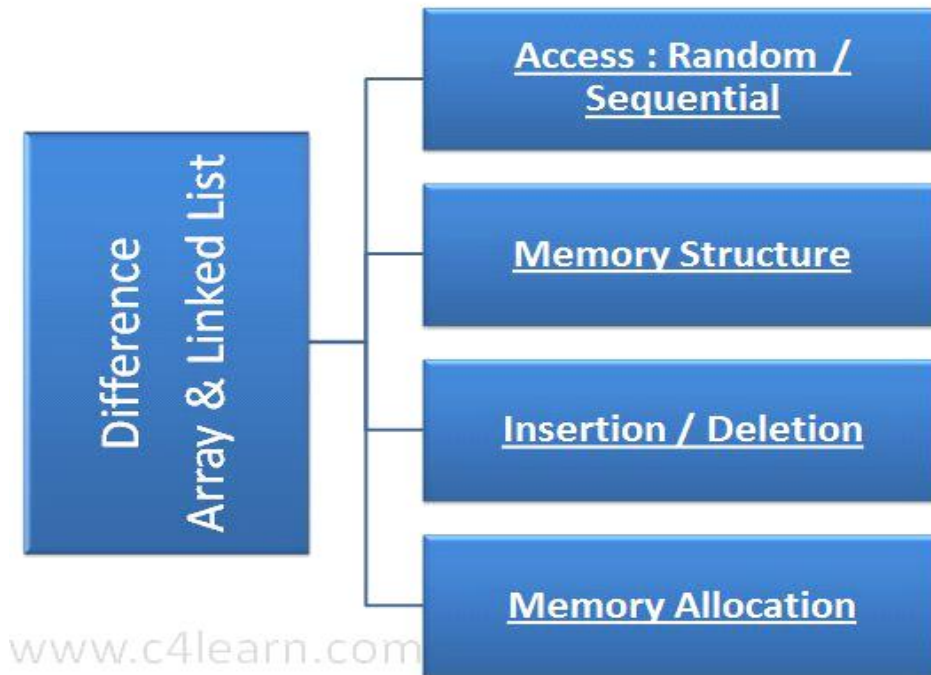 Difference
Array & Linked List
Access : Random /
Sequential
Memory Structure
Insertion / Deletion
Memory Allocation
www.c4learn.com